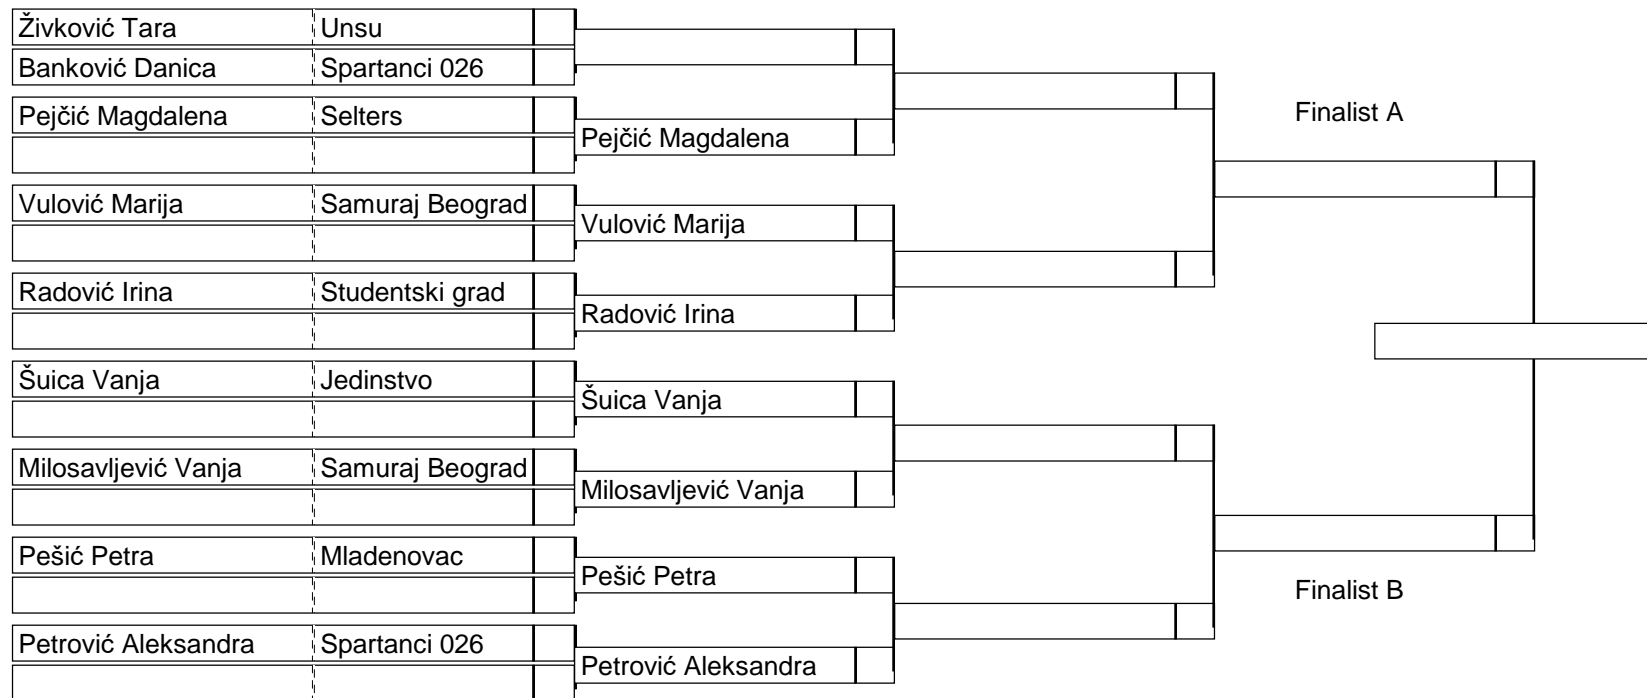 Živković Tara Unsu
Banković Danica Spartanci 026
Pejčić Magdalena Selters
Finalist A
Pejčić Magdalena
Vulović Marija Samuraj Beograd
Vulović Marija
Radović Irina Studentski grad
Radović Irina
Šuica Vanja Jedinstvo
Šuica Vanja
Milosavljević Vanja Samuraj Beograd
Milosavljević Vanja
Pešić Petra Mladenovac
Pešić Petra
Finalist B
Petrović Aleksandra Spartanci 026
Petrović Aleksandra